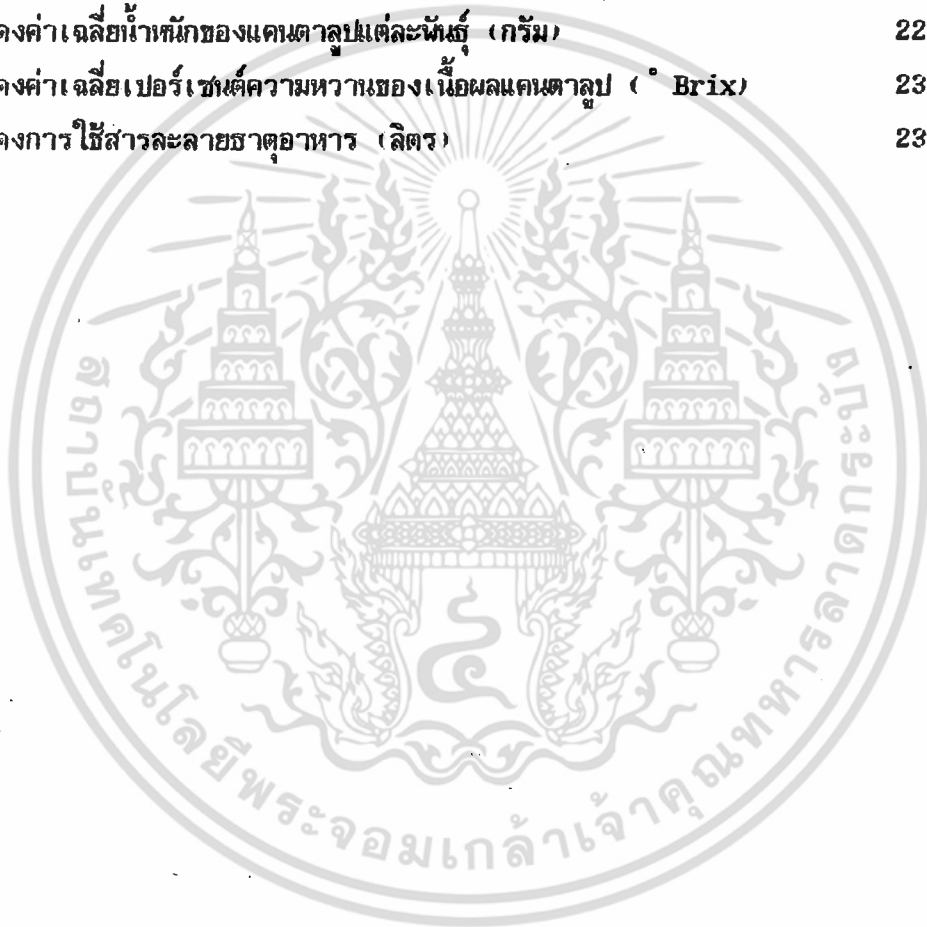 ดงค่าเฉลี่ยน้ำหนักของแคนตาลูปแต่ละพันธุ์ (กรัม) 22
ดงค่าเฉลี่ยเปอร์เซนต์ความหวานของเนื้อผลแคนตาลูป ( ° Brix) 23
ดงการใช้สารละลายธาตุอาหาร (ลิตร) 23
สถาบันเทคโนโลยีพระจอมเกล้าเจ้าคุณทหารลาดกระบัง